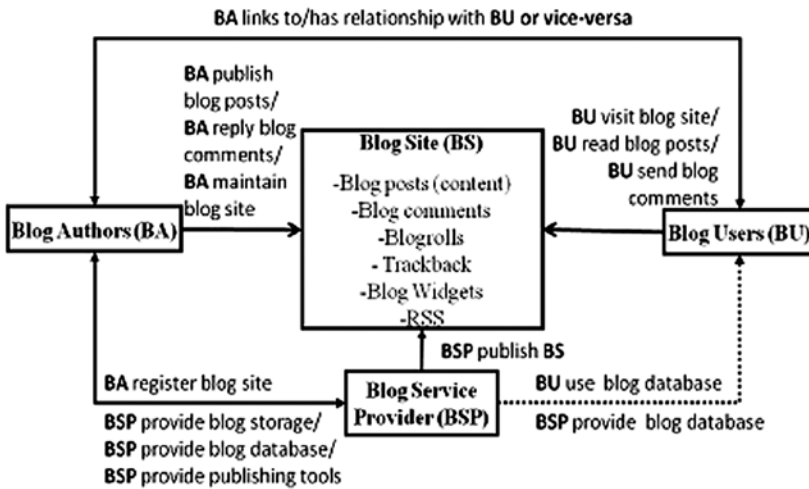 BA links to/has relationship with BU or vice-versa
BA publish
blog posts/
BA reply blog
comments/
BA maintain
blog site
Blog Site (BS)
-Blog posts (content)
-Blog comments
-Blogrolls
- Trackback
-Blog Widgets
-RSS
BU visit blog site/
BU read blog posts/
BU send blog
comments
Blog Authors (BA)
Blog Users (BU)
BSP publish BS
BA register blog site
BSP provide blog storage/
BSP provide blog database/
BSP provide publishing tools
Blog Service
Provider (BSP)
BU use blog database
BSP provide blog database